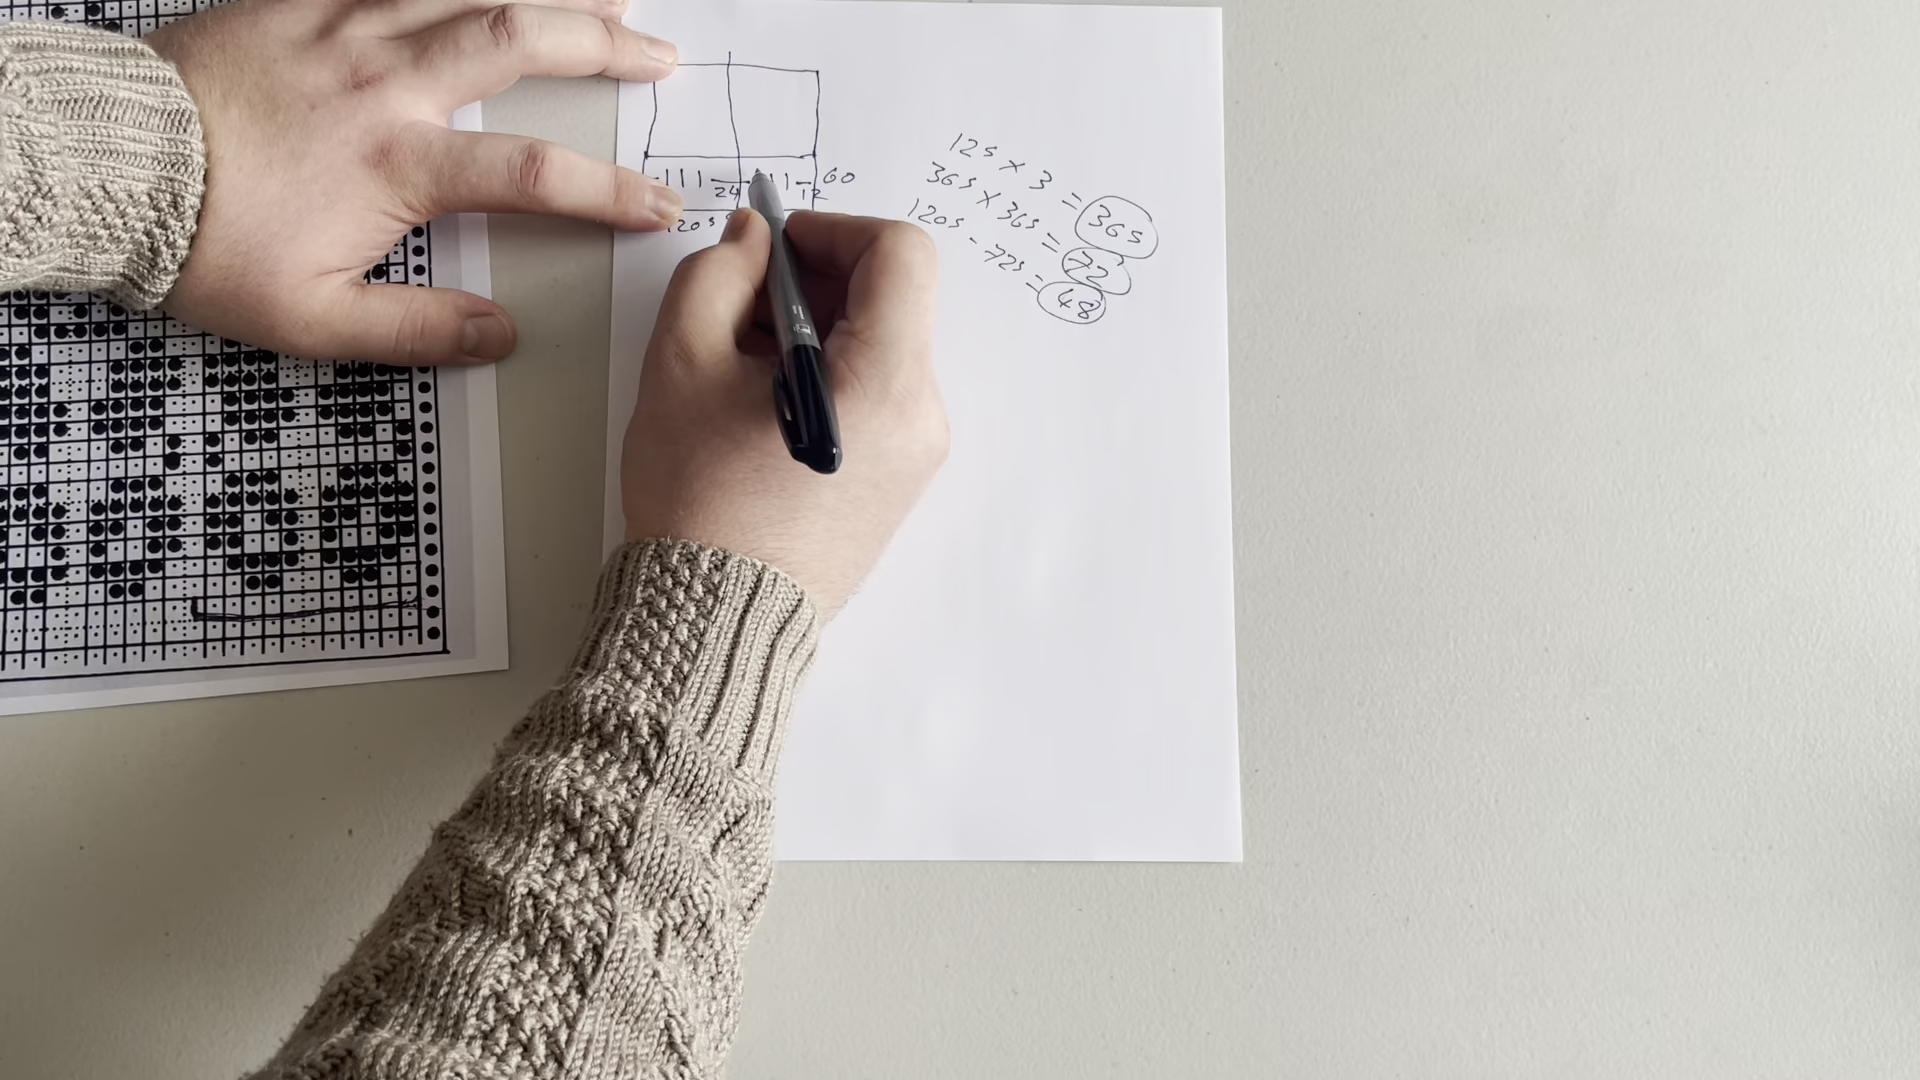 60
24 12
120s
12s x 3 = 36s
36s x 36s = 72
120s - 72s = 48